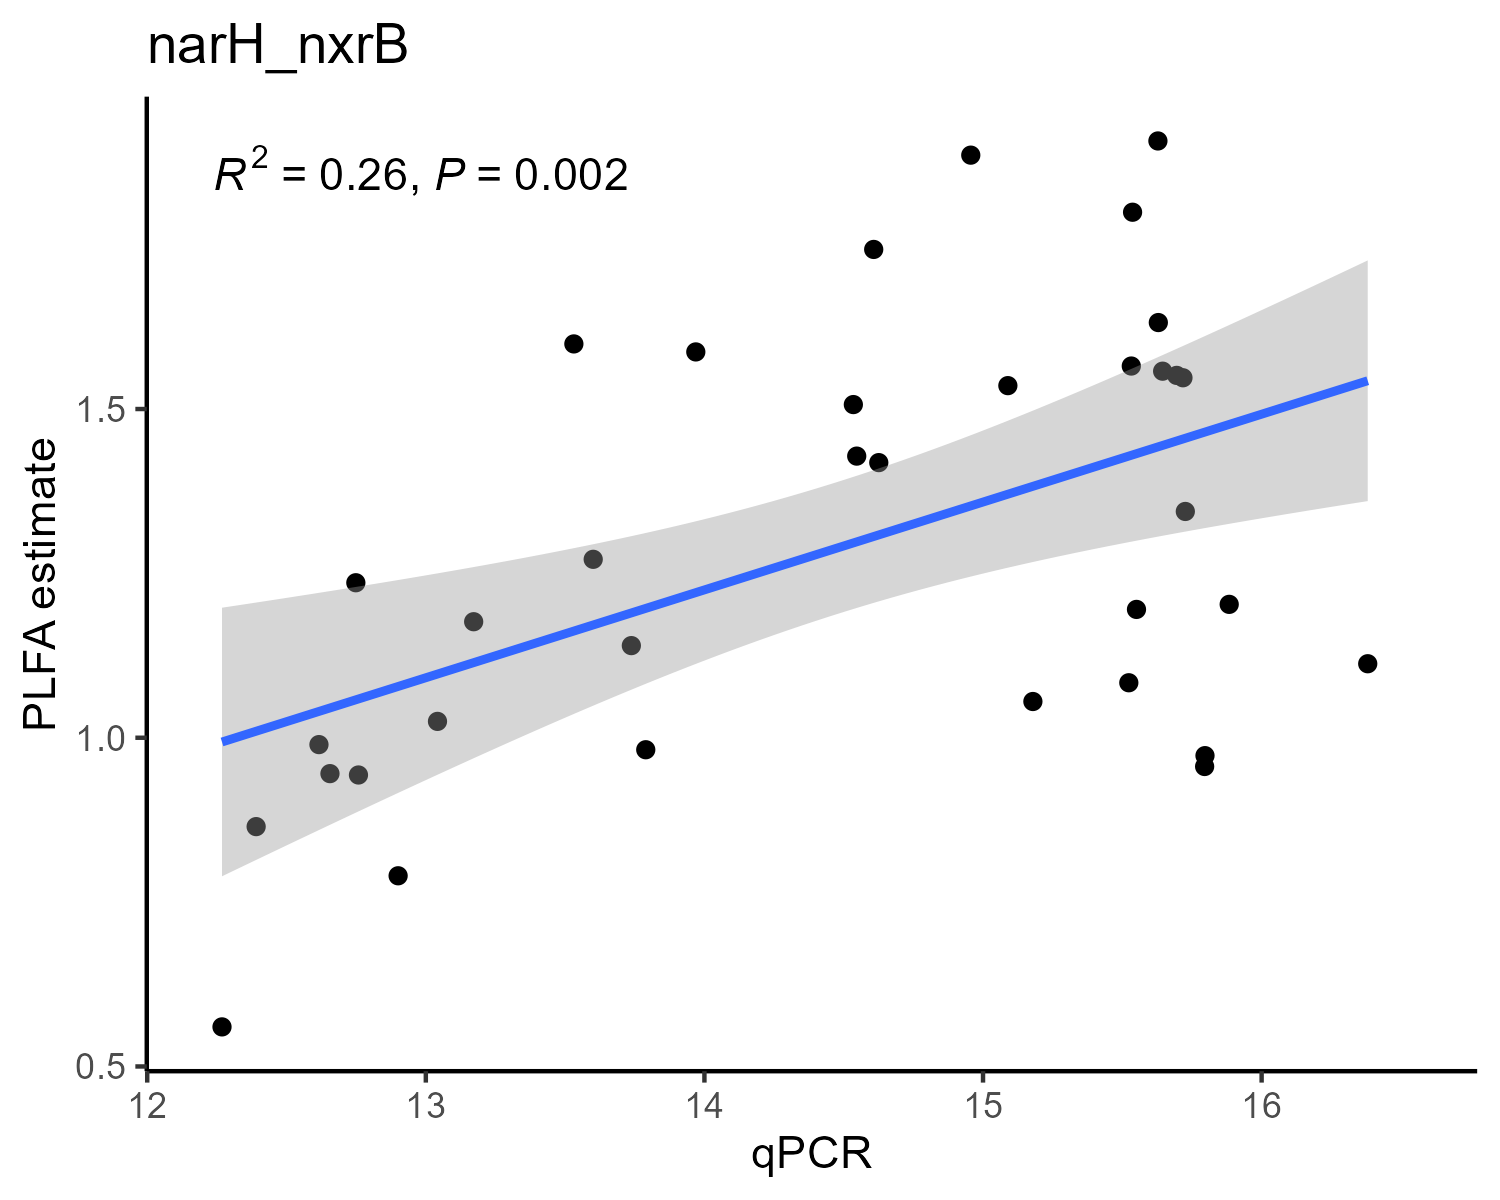 narH_nxrB
R² = 0.26, P = 0.002
PLFA estimate
1.5
1.0
0.5
12 13 14 15 16
qPCR